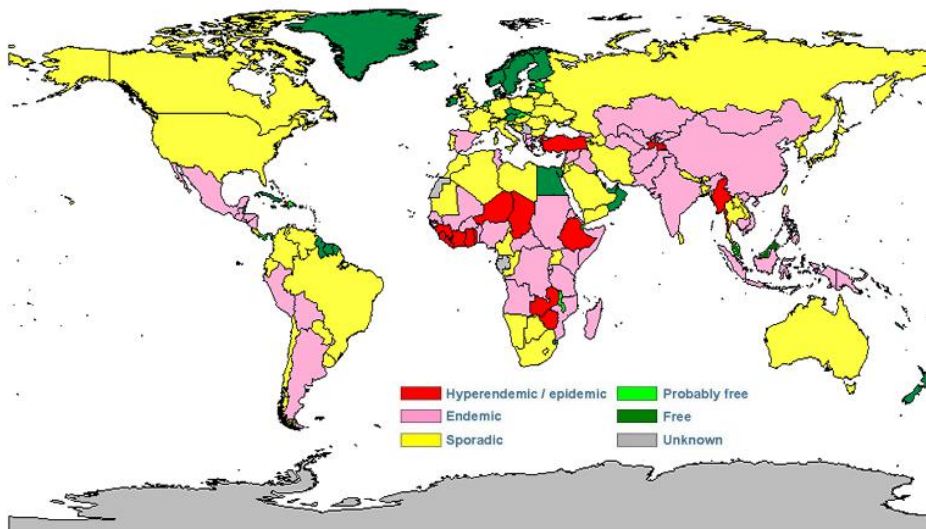 Hyperendemic / epidemic
Endemic
Sporadic
Probably free
Free
Unknown